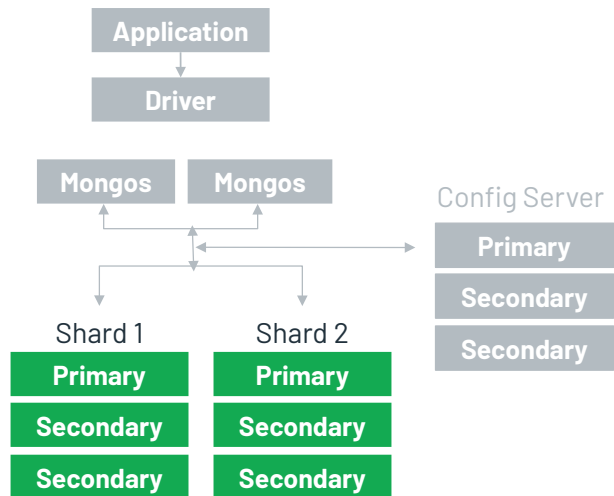 Application
Driver
Mongos Mongos
Config Server
Primary
Secondary
Secondary
Shard 1 Shard 2
Primary Primary
Secondary Secondary
Secondary Secondary